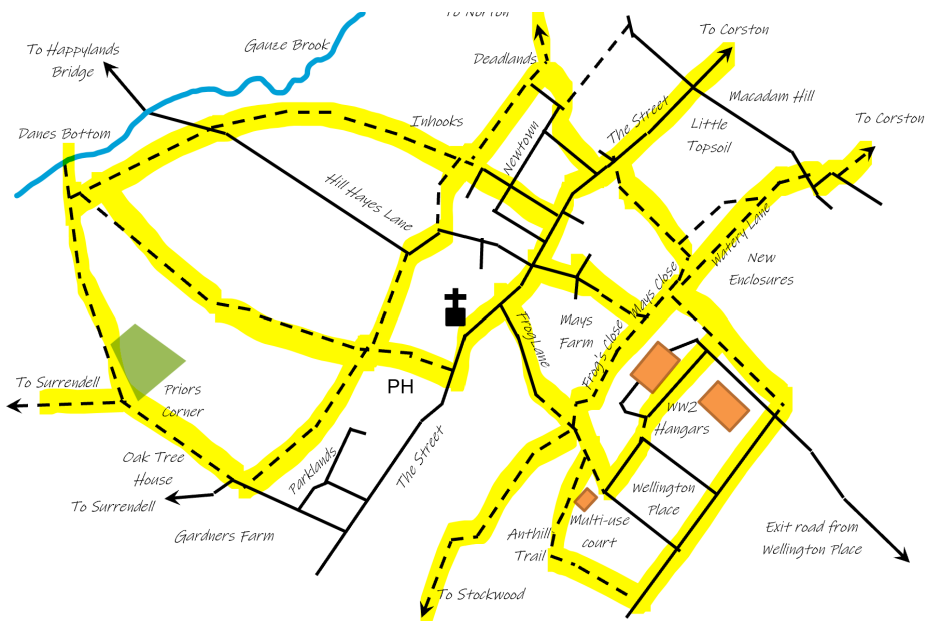 To Norton
To Corston
Gauze Brook
To Happylands
Bridge
Deadlands
Macadam Hill
The Street
Little
Topsoil
To Corston
Inhooks
Danes Bottom
Newtown
Hill Hayes Lane
Watery Lane
New
Enclosures
Mays Close
Mays
Farm
Frog Lane
Frog's Close
PH
To Surrendell
Priors
Corner
WW2
Hangars
Oak Tree
House
Parklands
The Street
To Surrendell
Wellington
Place
Gardners Farm
Multi-use
court
Anthill
Trail
Exit road from
Wellington Place
To Stockwood